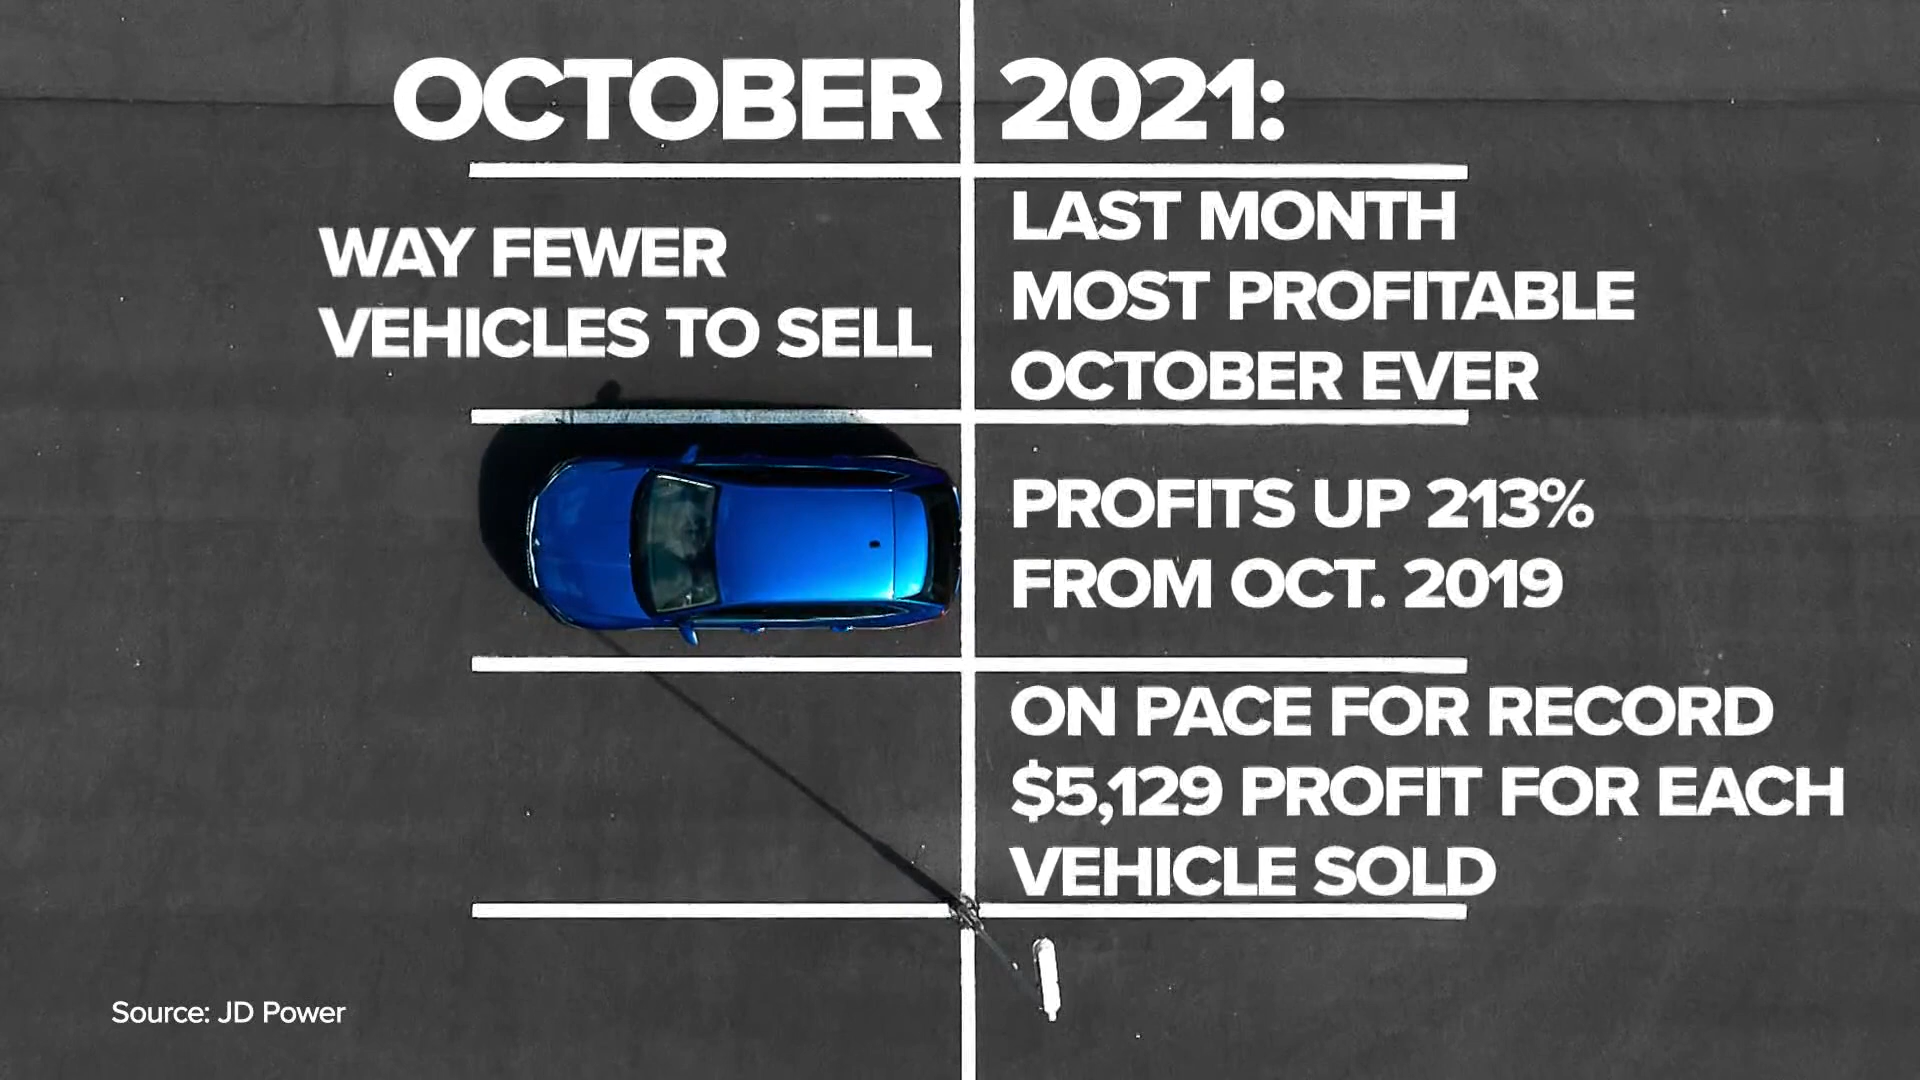 OCTOBER 2021:
WAY FEWER
VEHICLES TO SELL
LAST MONTH
MOST PROFITABLE
OCTOBER EVER
PROFITS UP 213%
FROM OCT. 2019
ON PACE FOR RECORD
$5,129 PROFIT FOR EACH
VEHICLE SOLD
Source: JD Power